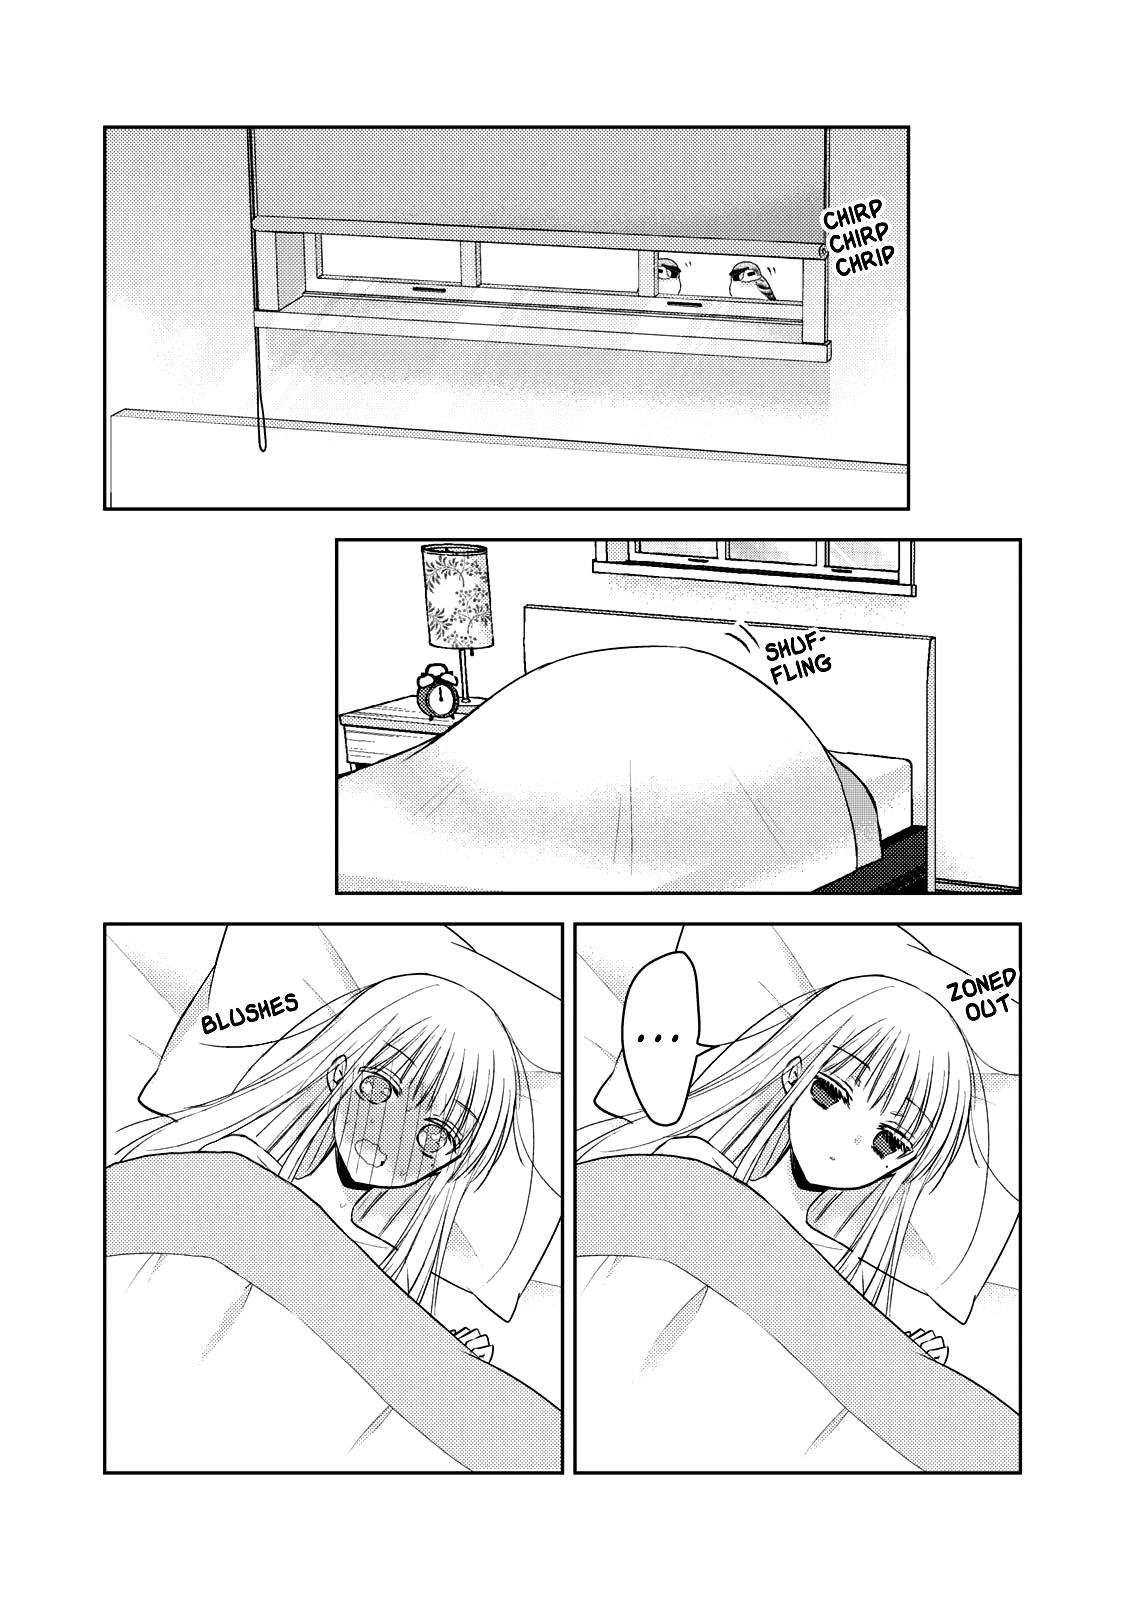 CHIRP
CHIRP
CHRIP
SHUF-
FLING
ZONED
OUT
...
BLUSHES